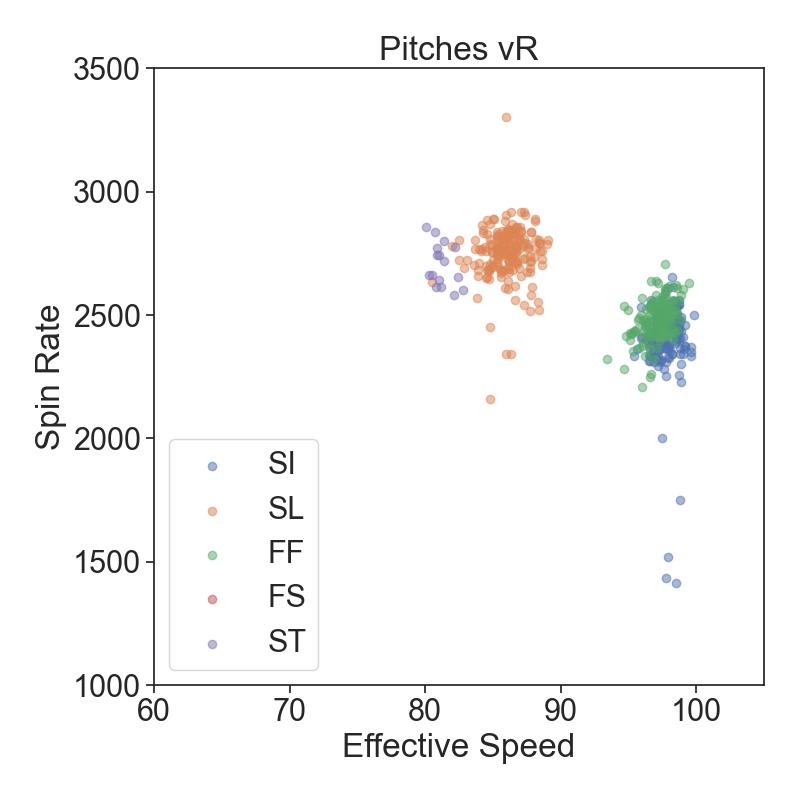 Pitches vR
3500
3000
2500
2000
1500
1000
Spin Rate
SI
SL
FF
FS
ST
60 70 80 90 100
Effective Speed